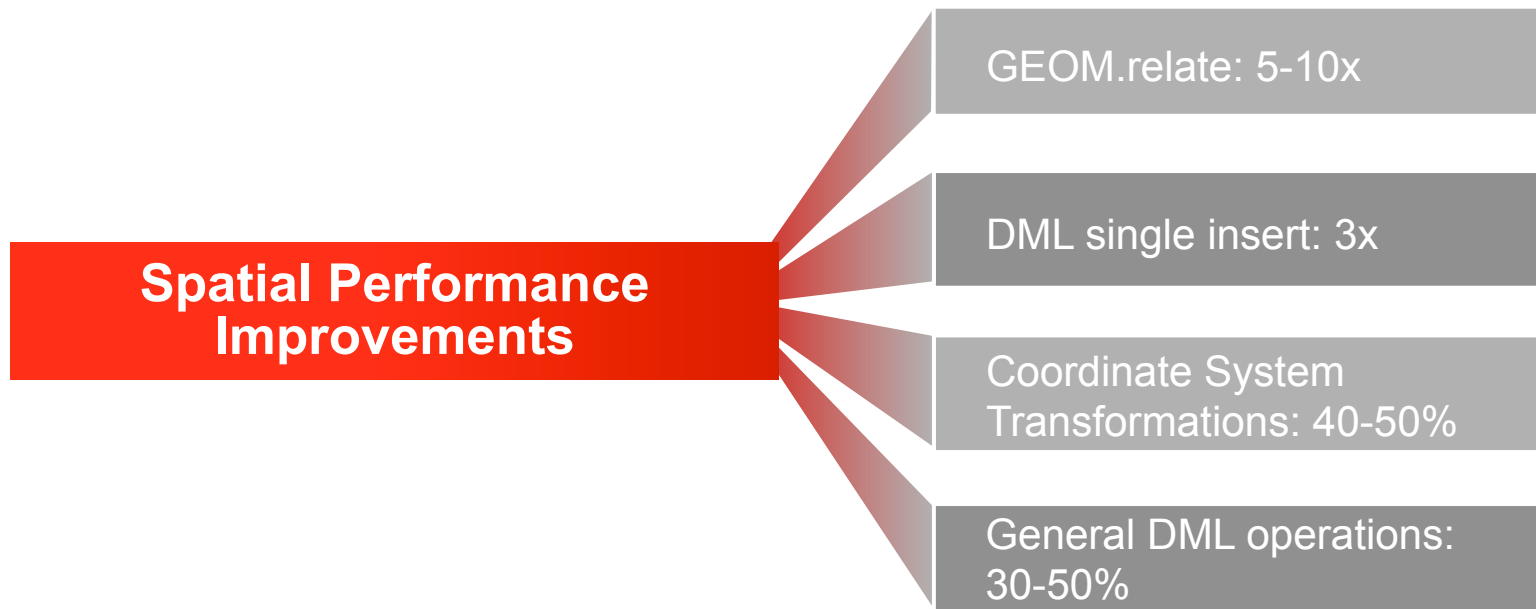 Spatial Performance
Improvements
GEOM.relate: 5-10x
DML single insert: 3x
Coordinate System
Transformations: 40-50%
General DML operations:
30-50%